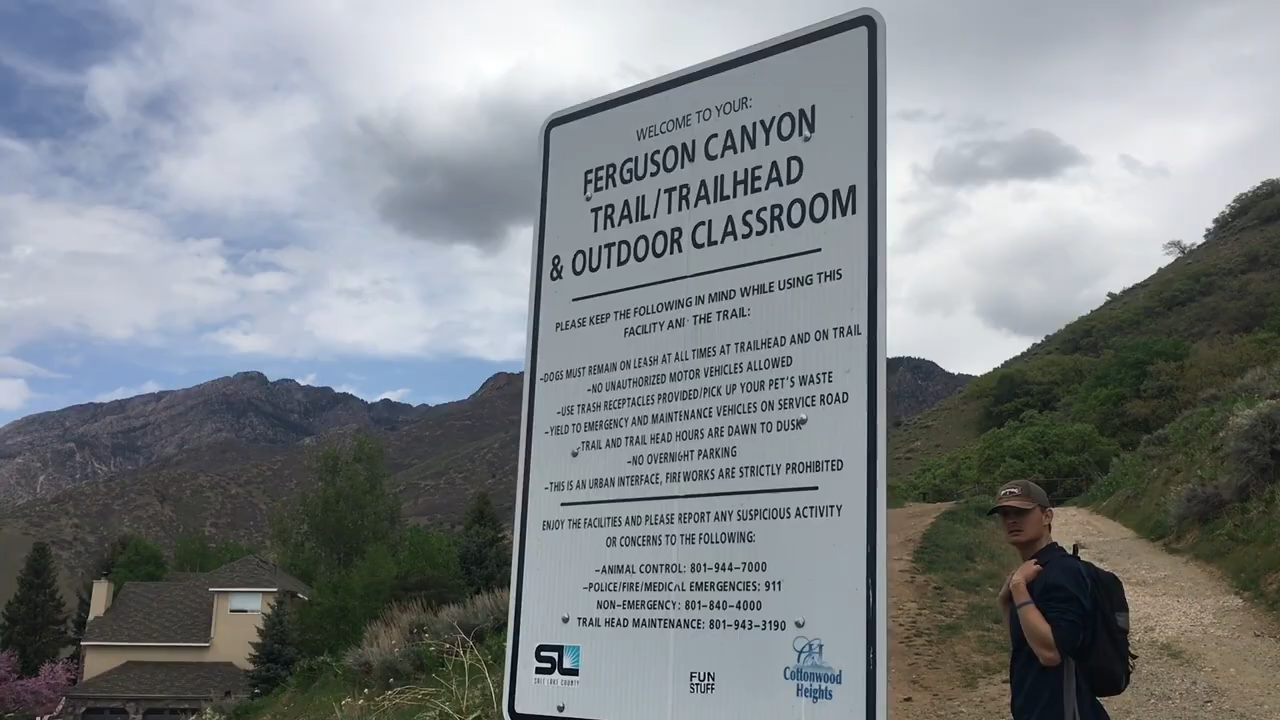 WELCOME TO YOUR:
FERGUSON CANYON
TRAIL/TRAILHEAD
& OUTDOOR CLASSROOM
PLEASE KEEP THE FOLLOWING IN MIND WHILE USING THIS
FACILITY AN THE TRAIL:
-DOGS MUST REMAIN ON LEASH AT ALL TIMES AT TRAILHEAD AND ON TRAIL
-NO UNAUTHORIZED MOTOR VEHICLES ALLOWED
-USE TRASH RECEPTACLES PROVIDED/PICK UP YOUR PET'S WASTE
-YIELD TO EMERGENCY AND MAINTENANCE VEHICLES ON SERVICE ROAD
-TRAIL AND TRAIL HEAD HOURS ARE DAWN TO DUSK
-NO OVERNIGHT PARKING
-THIS IS AN URBAN INTERFACE, FIREWORKS ARE STRICTLY PROHIBITED
ENJOY THE FACILITIES AND PLEASE REPORT ANY SUSPICIOUS ACTIVITY
OR CONCERNS TO THE FOLLOWING:
-ANIMAL CONTROL: 801-944-7000
-POLICE/FIRE/MEDICAL EMERGENCIES: 911
NON-EMERGENCY: 801-840-4000
TRAIL HEAD MAINTENANCE: 801-943-3190
SL
SALT LAKE COUNTY
FUN
STUFF
CH
Cottonwood
Heights